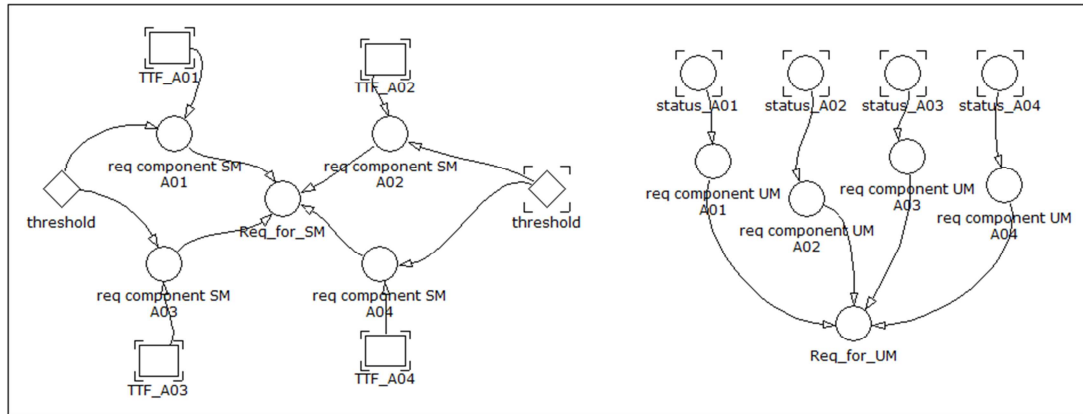 TTF_A01
TTF_A02
req component SM
A01
req component SM
A02
threshold
Req_for_SM
threshold
req component SM
A03
req component SM
A04
TTF_A03
TTF_A04
status_A01
status_A02
status_A03
status_A04
req component UM
A01
req component UM
A02
req component UM
A03
req component UM
A04
Req_for_UM